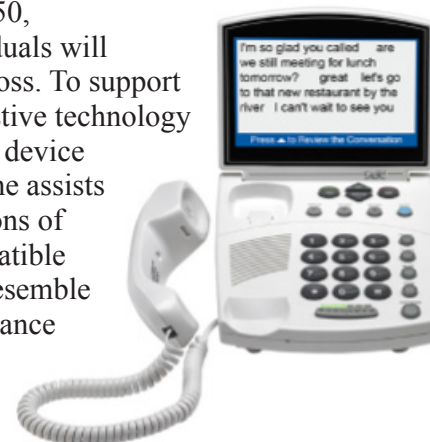 50,
duals will
oss. To support
stive technology
device
ne assists
ons of
atible
esemble
ance
I'm so glad you called are
we still meeting for lunch
tomorrow? great let's go
to that new restaurant by the
river I can't wait to see you
Press ▲ to Review the Conversation